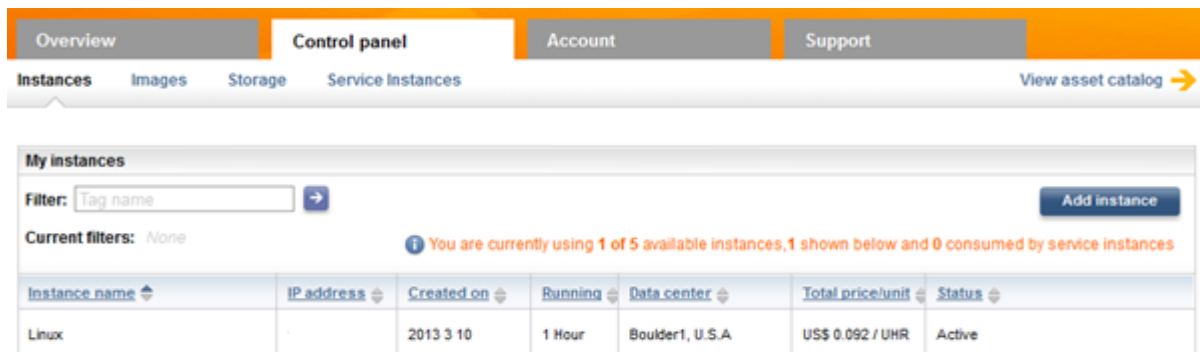 Overview Control panel Account Support
Instances Images Storage Service Instances View asset catalog
My instances
Filter: Tag name
Add instance
Current filters: None
You are currently using 1 of 5 available instances,1 shown below and 0 consumed by service instances
Instance name IP address Created on Running Data center Total price/unit Status
Linux 2013 3 10 1 Hour Boulder1, U.S.A US$ 0.092 / UHR Active